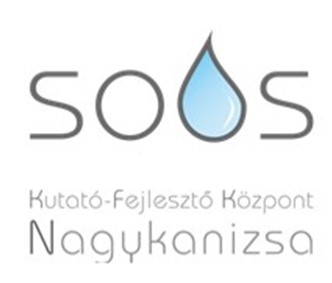 SOOS
Kutató-Fejlesztő Központ
Nagykanizsa